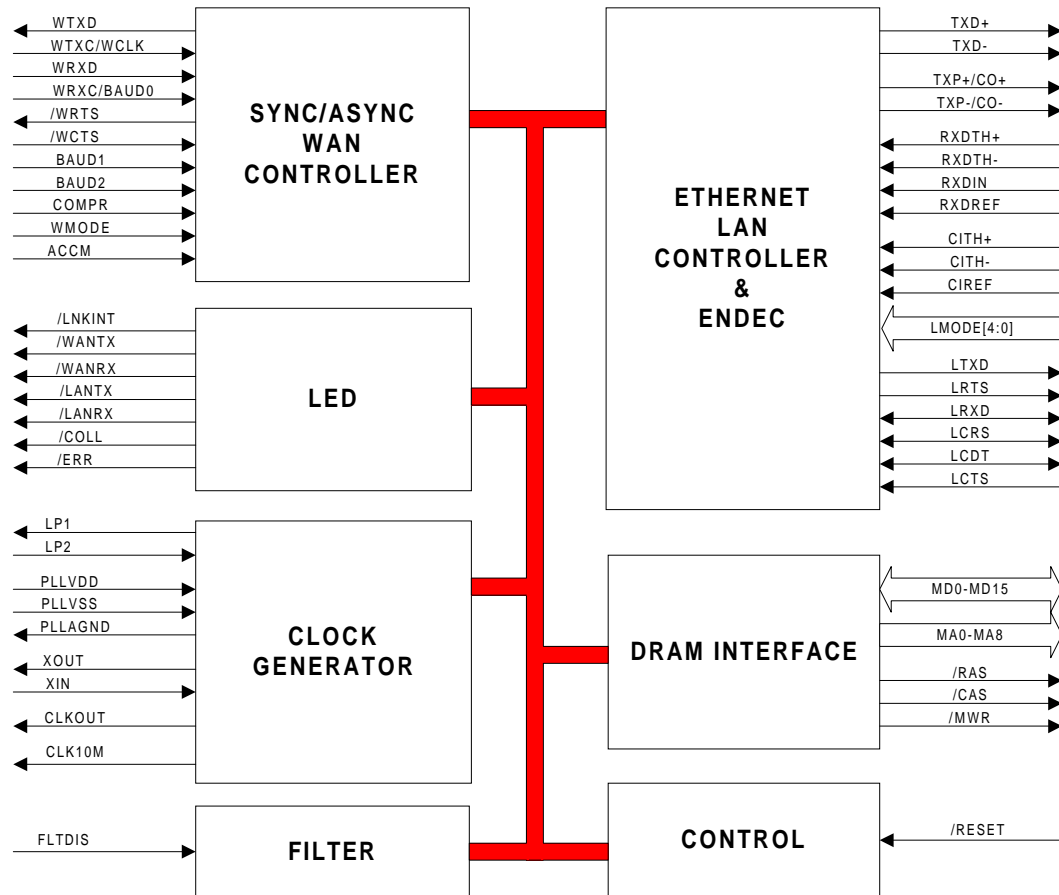 WTXD
WTXC/WCLK
WRXD
WRXC/BAUD0
/WRTS
/WCTS
BAUD1
BAUD2
COMPR
WMODE
ACCM
SYNC/ASYNC
WAN
CONTROLLER
TXD+
TXD-
TXP+/CO+
TXP-/CO-
RXDTH+
RXDTH-
RXDIN
RXDREF
CITH+
CITH-
CIREF
LMODE[4:0]
LTXD
LRTS
LRXD
LCRS
LCDT
LCTS
ETHERNET
LAN
CONTROLLER
&
ENDEC
/LNKINT
/WANTX
/WANRX
/LANTX
/LANRX
/COLL
/ERR
LED
LP1
LP2
PLLVDD
PLLVSS
PLLAGND
XOUT
XIN
CLKOUT
CLK10M
CLOCK
GENERATOR
DRAM INTERFACE
MD0-MD15
MA0-MA8
/RAS
/CAS
/MWR
FLTDIS
FILTER
CONTROL
/RESET